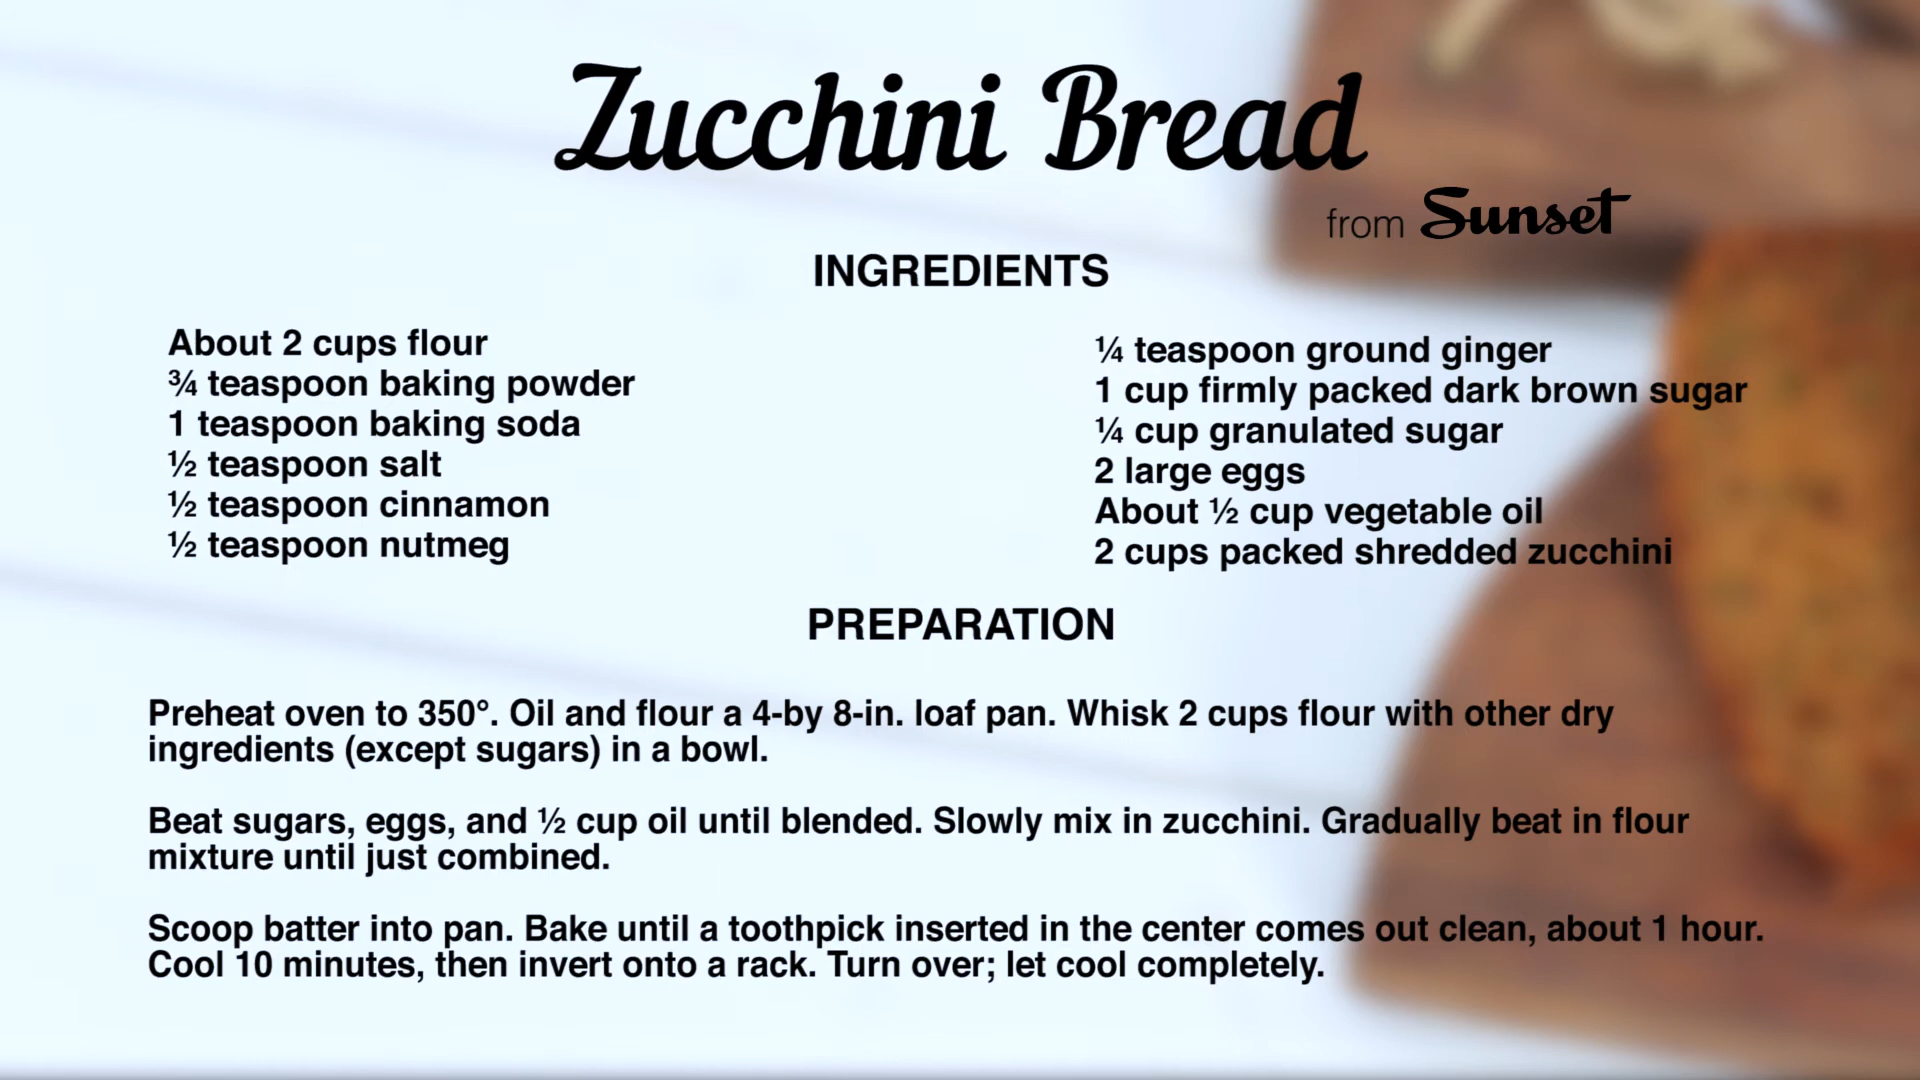 Zucchini Bread
from Sunset
INGREDIENTS
About 2 cups flour
¾ teaspoon baking powder
1 teaspoon baking soda
½ teaspoon salt
½ teaspoon cinnamon
½ teaspoon nutmeg
¼ teaspoon ground ginger
1 cup firmly packed dark brown sugar
¼ cup granulated sugar
2 large eggs
About ½ cup vegetable oil
2 cups packed shredded zucchini
PREPARATION
Preheat oven to 350°. Oil and flour a 4-by 8-in. loaf pan. Whisk 2 cups flour with other dry
ingredients (except sugars) in a bowl.
Beat sugars, eggs, and ½ cup oil until blended. Slowly mix in zucchini. Gradually beat in flour
mixture until just combined.
Scoop batter into pan. Bake until a toothpick inserted in the center comes out clean, about 1 hour.
Cool 10 minutes, then invert onto a rack. Turn over; let cool completely.